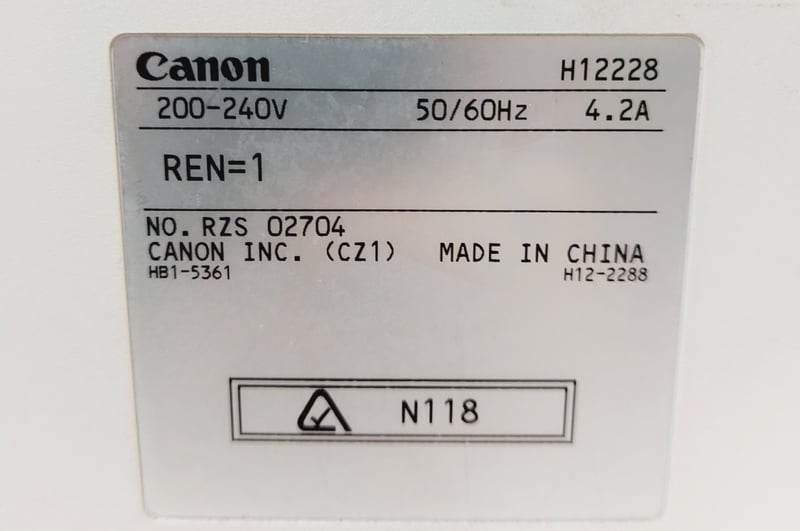 Canon H12228
200-240V 50/60Hz 4.2A
REN=1
NO. RZS 02704
CANON INC. (CZ1) MADE IN CHINA
HB1-5361 H12-2288
N118